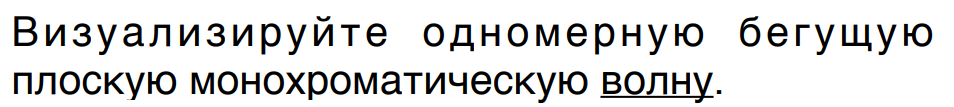 Визуализируйте одномерную бегущую
плоскую монохроматическую волну.